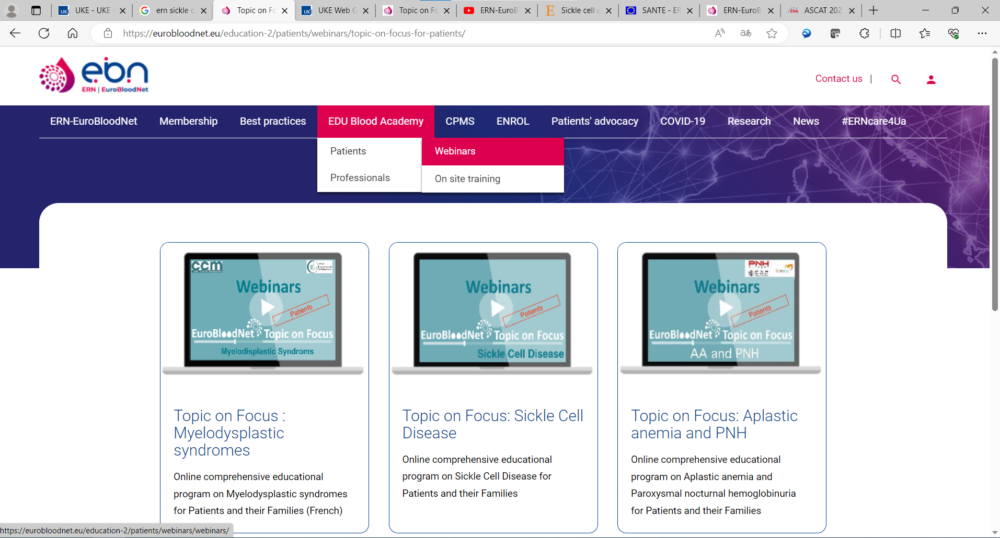 UKE - UKE
ern sickle c
Topic on Fo
UKE Web G
Topic on Fo
ERN-EuroB
Sickle cell d
SANTE - ER
ERN-EuroB
ASCAT 202
https://eurobloodnet.eu/education-2/patients/webinars/topic-on-focus-for-patients/
ebn
ERN | EuroBloodNet
Contact us |
ERN-EuroBloodNet
Membership
Best practices
EDU Blood Academy
CPMS
ENROL
Patients' advocacy
COVID-19
Research
News
#ERNcare4Ua
Patients
Webinars
Professionals
On site training
ccm
Webinars
Patients
EuroBloodNet Topic on Focus
Myelodisplastic Syndroms
Topic on Focus :
Myelodysplastic
syndromes
Online comprehensive educational
program on Myelodysplastic syndromes
for Patients and their Families (French)
Webinars
Patients
EuroBloodNet Topic on Focus
Sickle Cell Disease
Topic on Focus: Sickle Cell
Disease
Online comprehensive educational
program on Sickle Cell Disease for
Patients and their Families
PNH
Webinars
Patients
EuroBloodNet Topic on Focus
AA and PNH
Topic on Focus: Aplastic
anemia and PNH
Online comprehensive educational
program on Aplastic anemia and
Paroxysmal nocturnal hemoglobinuria
for Patients and their Families
https://eurobloodnet.eu/education-2/patients/webinars/webinars/